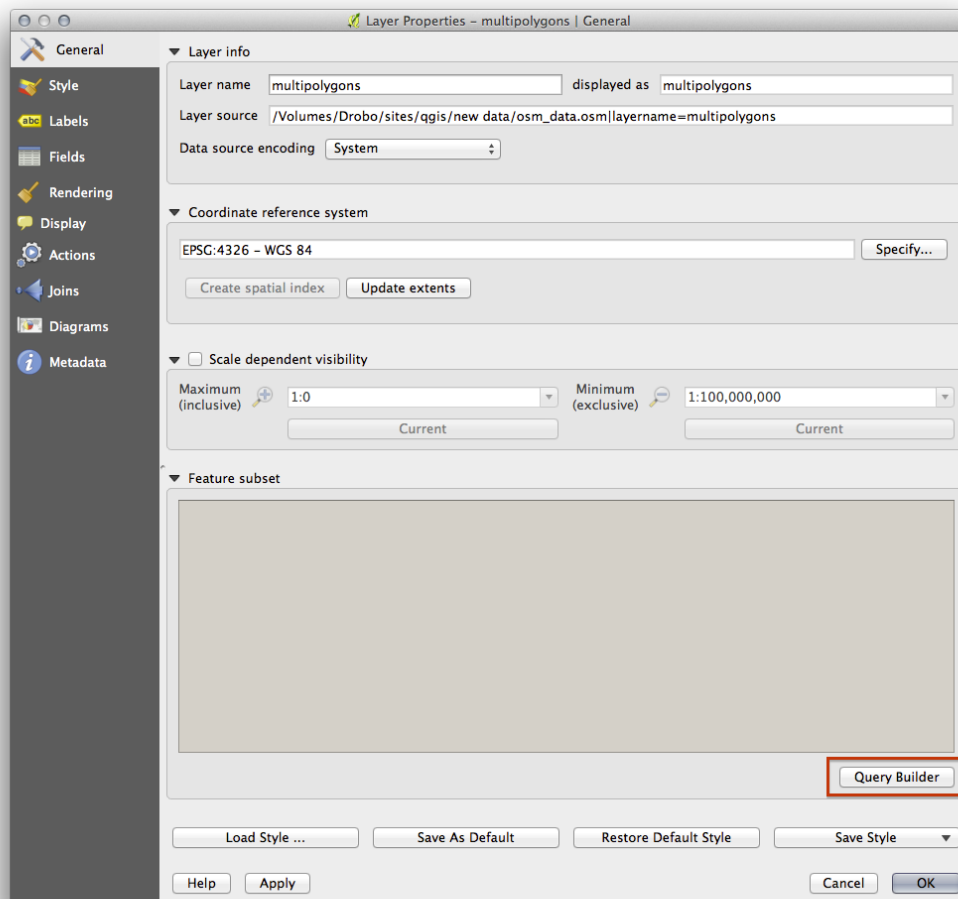 Layer Properties - multipolygons | General
General
Style
abc Labels
Fields
Rendering
Display
Actions
Joins
Diagrams
i Metadata
Layer info
Layer name multipolygons displayed as multipolygons
Layer source /Volumes/Drobo/sites/qgis/new data/osm_data.osm|layername=multipolygons
Data source encoding System
Coordinate reference system
EPSG:4326 - WGS 84 Specify...
Create spatial index Update extents
Scale dependent visibility
Maximum (inclusive) 1:0 Minimum (exclusive) 1:100,000,000
Current Current
Feature subset
Query Builder
Load Style ... Save As Default Restore Default Style Save Style
Help Apply Cancel OK